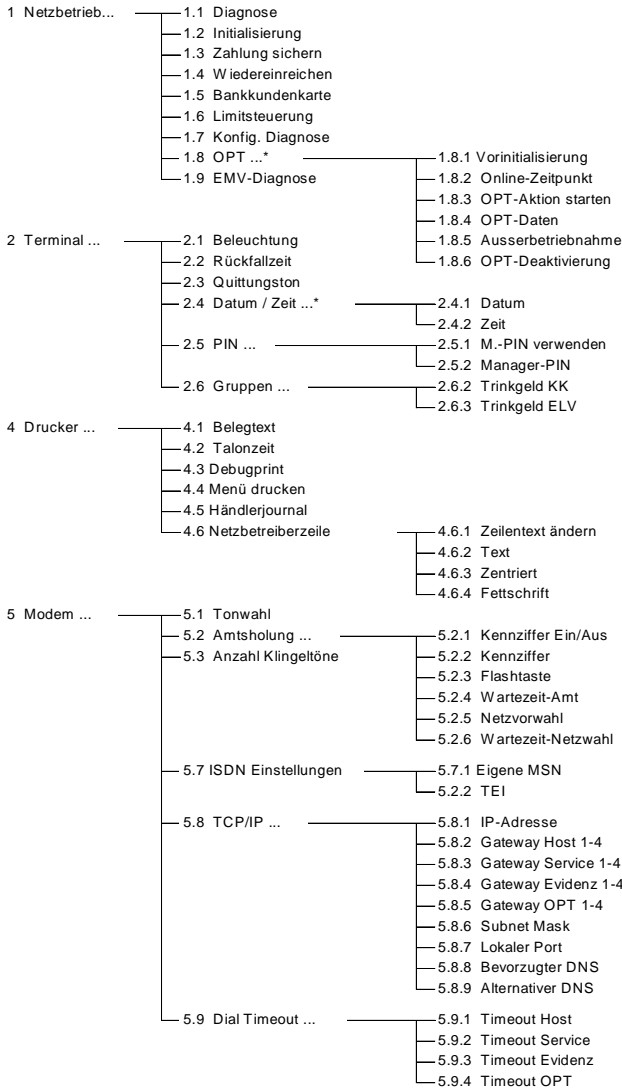 1 Netzbetrieb...
1.1 Diagnose
1.2 Initialisierung
1.3 Zahlung sichern
1.4 Wiedereinreichen
1.5 Bankkundenkarte
1.6 Limitsteuerung
1.7 Konfig. Diagnose
1.8 OPT ...*
1.8.1 Vorinitialisierung
1.8.2 Online-Zeitpunkt
1.8.3 OPT-Aktion starten
1.8.4 OPT-Daten
1.8.5 Ausserbetriebnahme
1.8.6 OPT-Deaktivierung
1.9 EMV-Diagnose
2 Terminal ...
2.1 Beleuchtung
2.2 Rückfallzeit
2.3 Quittungston
2.4 Datum / Zeit ...*
2.4.1 Datum
2.4.2 Zeit
2.5 PIN ...
2.5.1 M.-PIN verwenden
2.5.2 Manager-PIN
2.6 Gruppen ...
2.6.2 Trinkgeld KK
2.6.3 Trinkgeld ELV
4 Drucker ...
4.1 Belegtext
4.2 Talonzeit
4.3 Debugprint
4.4 Menü drucken
4.5 Händlerjournal
4.6 Netzbetreiberzeile
4.6.1 Zeilentext ändern
4.6.2 Text
4.6.3 Zentriert
4.6.4 Fettschrift
5 Modem ...
5.1 Tonwahl
5.2 Amtsholung ...
5.2.1 Kennziffer Ein/Aus
5.2.2 Kennziffer
5.2.3 Flashtaste
5.2.4 Wartezeit-Amt
5.2.5 Netzvorwahl
5.2.6 Wartezeit-Netzwahl
5.3 Anzahl Klingeltöne
5.7 ISDN Einstellungen
5.7.1 Eigene MSN
5.2.2 TEI
5.8 TCP/IP ...
5.8.1 IP-Adresse
5.8.2 Gateway Host 1-4
5.8.3 Gateway Service 1-4
5.8.4 Gateway Evidenz 1-4
5.8.5 Gateway OPT 1-4
5.8.6 Subnet Mask
5.8.7 Lokaler Port
5.8.8 Bevorzugter DNS
5.8.9 Alternativer DNS
5.9 Dial Timeout ...
5.9.1 Timeout Host
5.9.2 Timeout Service
5.9.3 Timeout Evidenz
5.9.4 Timeout OPT